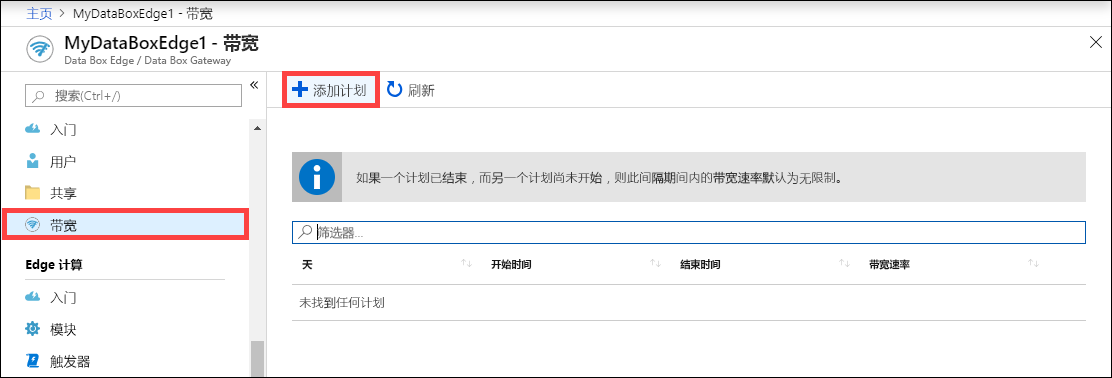 主页 > MyDataBoxEdge1 - 带宽
MyDataBoxEdge1 - 带宽
Data Box Edge / Data Box Gateway
搜索(Ctrl+/)
入门
用户
共享
带宽
Edge 计算
入门
模块
触发器
添加计划 刷新
如果一个计划已结束，而另一个计划尚未开始，则此间隔期间内的带宽速率默认为无限制。
筛选器...
天 开始时间 结束时间 带宽速率
未找到任何计划